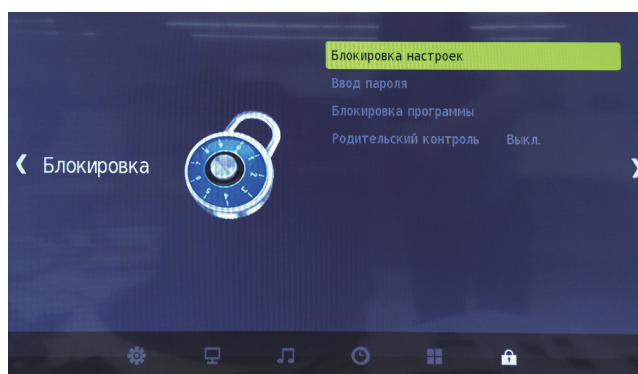 Блокировка настроек
Ввод пароля
Блокировка программы
Родительский контроль Выкл.
Блокировка